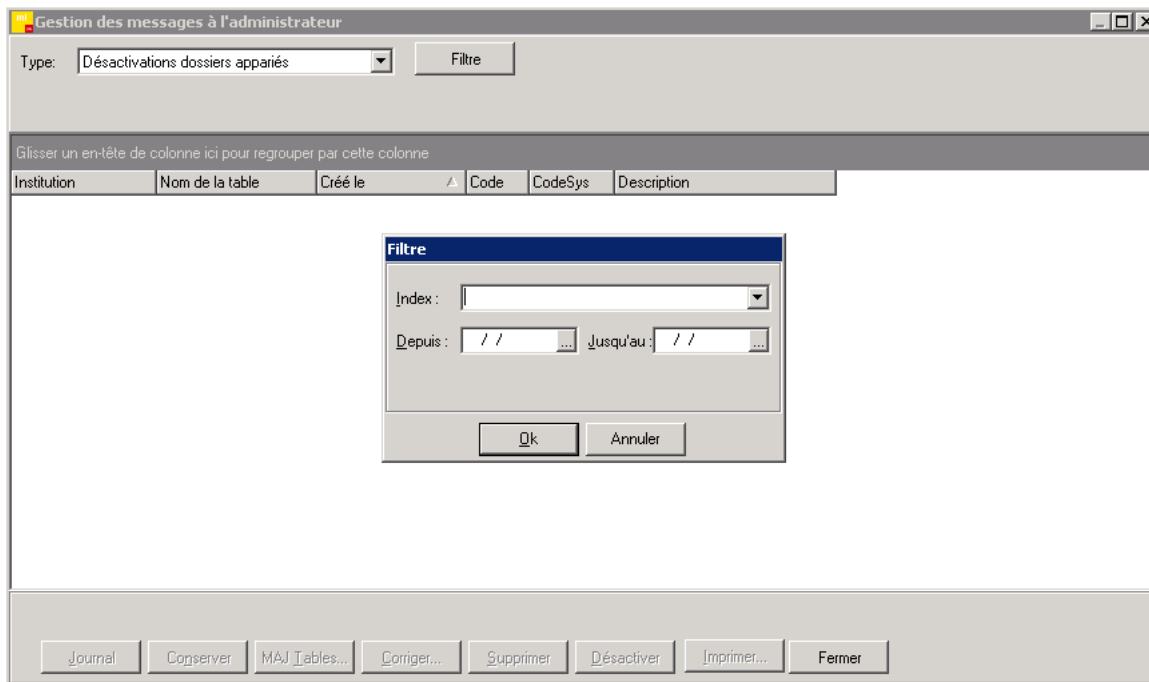 Gestion des messages à l'administrateur
Type: Désactivations dossiers appariés Filtre
Glisser un en-tête de colonne ici pour regrouper par cette colonne
Institution Nom de la table Créé le Code CodeSys Description
Filtre
Index :
Depuis : / / ... Jusqu'au : / / ...
Ok Annuler
Journal Conserver MAJ Tables... Corriger... Supprimer Désactiver Imprimer... Fermer